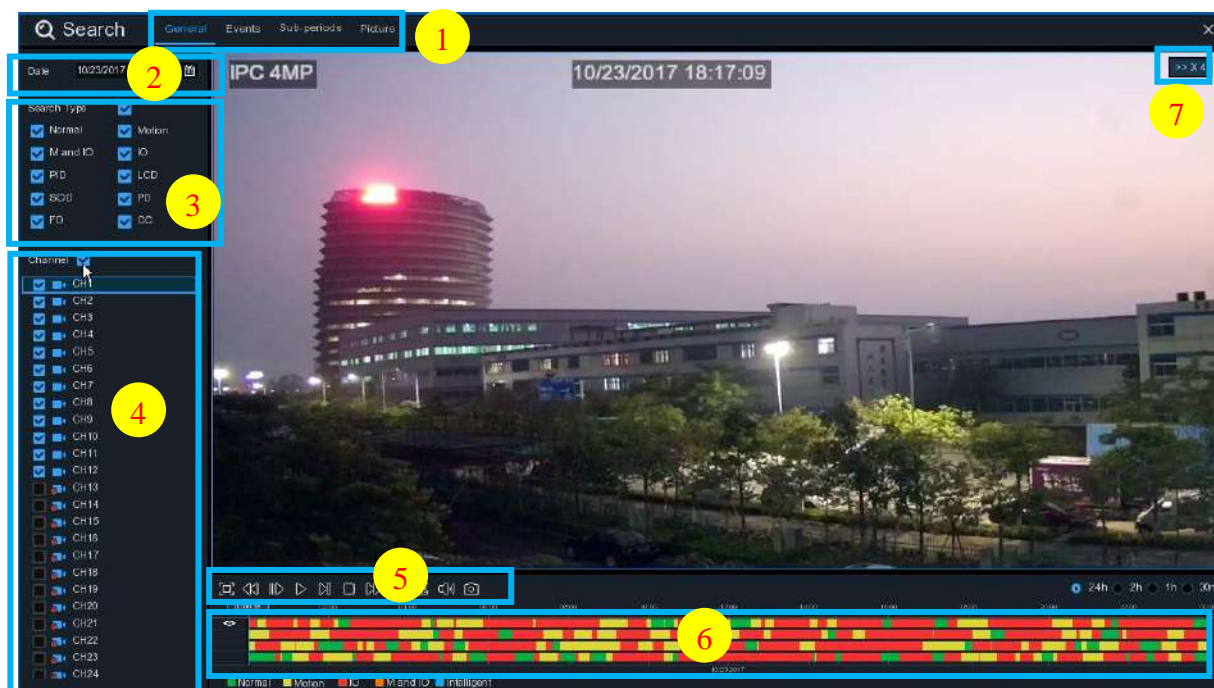 Search General Events Sub-periods Picture
1
Date 10/23/2017
2
IPC 4MP 10/23/2017 18:17:09
>> X 4
7
Search Type
Normal Motion
M and IO IO
PID LCD
SOD PD
FD CC
3
Channel
CH1
CH2
CH3
CH4
CH5
CH6
CH7
CH8
CH9
CH10
CH11
CH12
CH13
CH14
CH15
CH16
CH17
CH18
CH19
CH20
CH21
CH22
CH23
CH24
4
5
24h 2h 1h 30m
6
10/23/2017
Normal Motion IO M and IO Intelligent